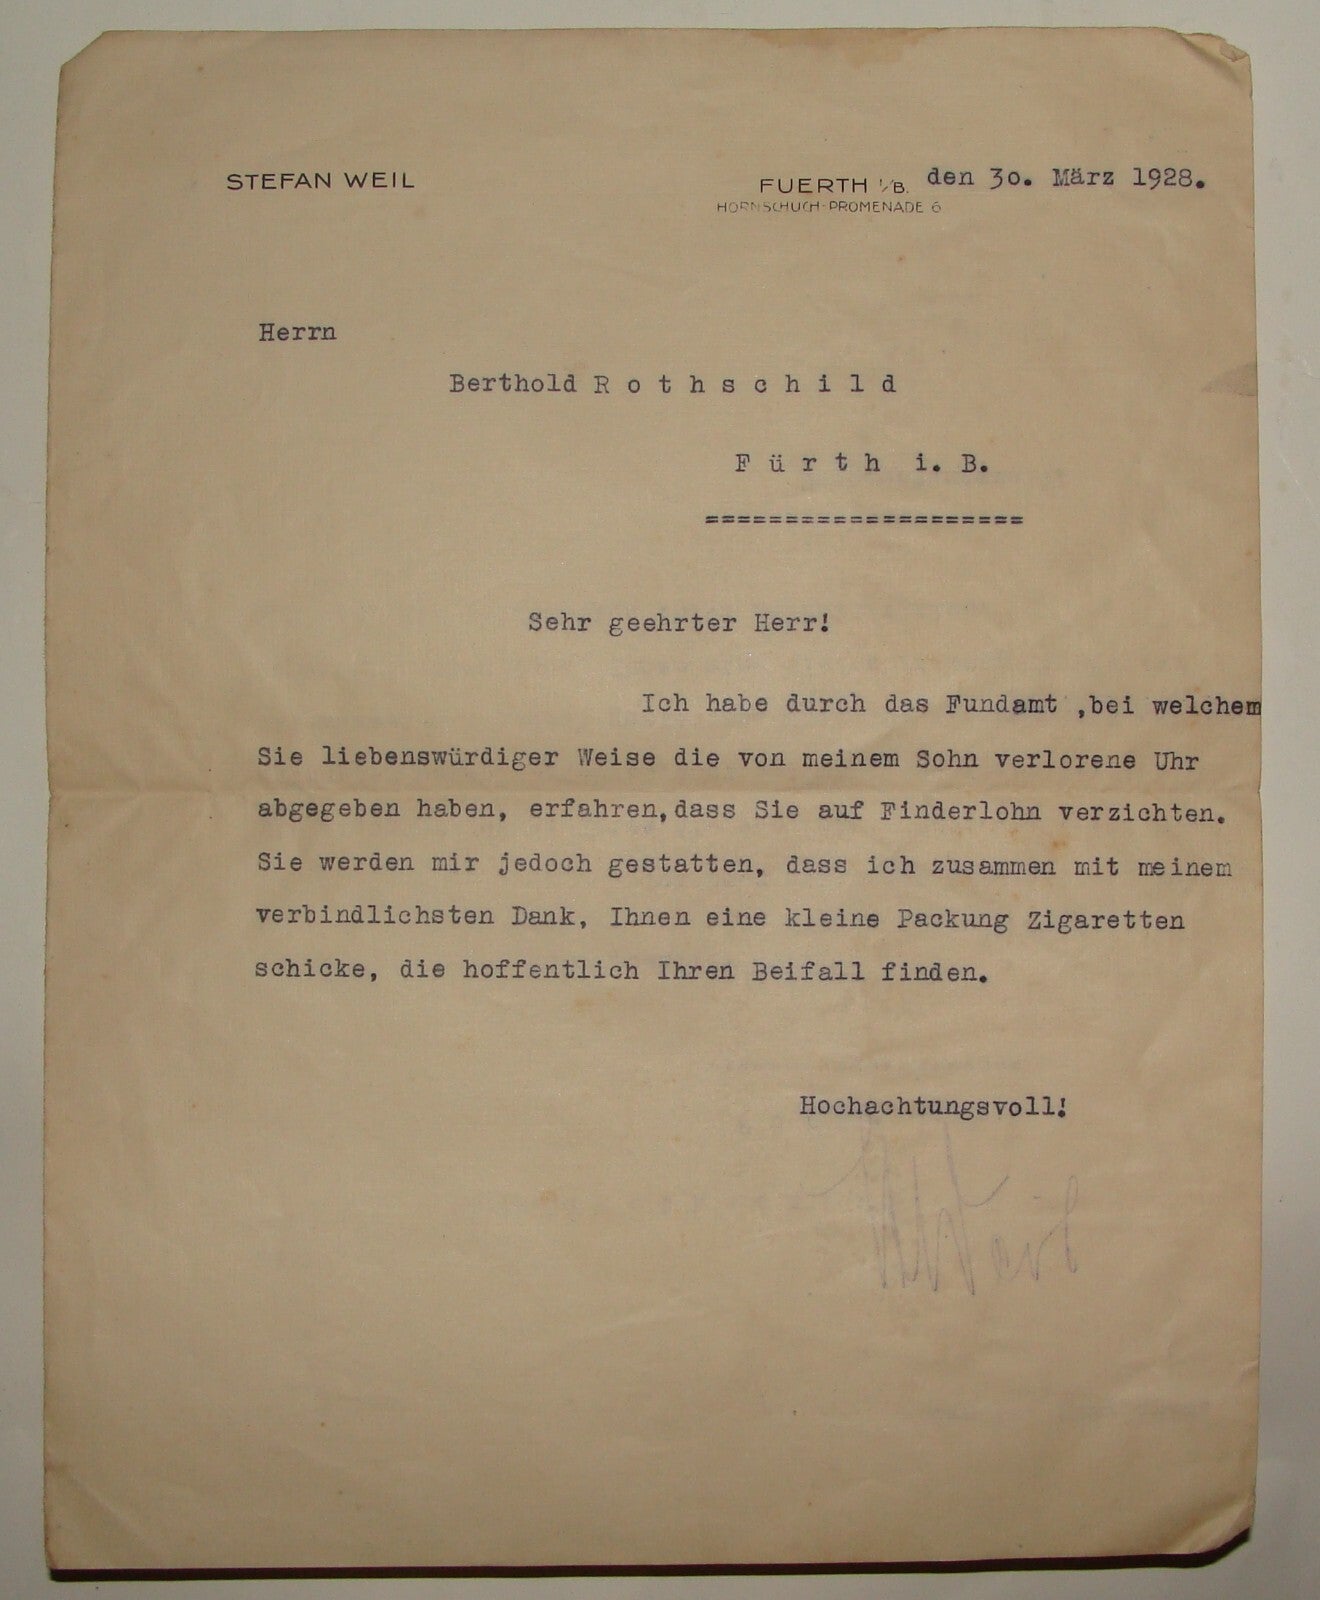 STEFAN WEIL
FUERTH I/B. den 30. März 1928.
HORNSCHUCH-PROMENADE 6
Herrn
Berthold R o t h s c h i l d
F ü r t h i. B.
====================
Sehr geehrter Herr!
Ich habe durch das Fundamt ,bei welchem
Sie liebenswürdiger Weise die von meinem Sohn verlorene Uhr
abgegeben haben, erfahren,dass Sie auf Finderlohn verzichten.
Sie werden mir jedoch gestatten, dass ich zusammen mit meinem
verbindlichsten Dank, Ihnen eine kleine Packung Zigaretten
schicke, die hoffentlich Ihren Beifall finden.
Hochachtungsvoll!
Weil